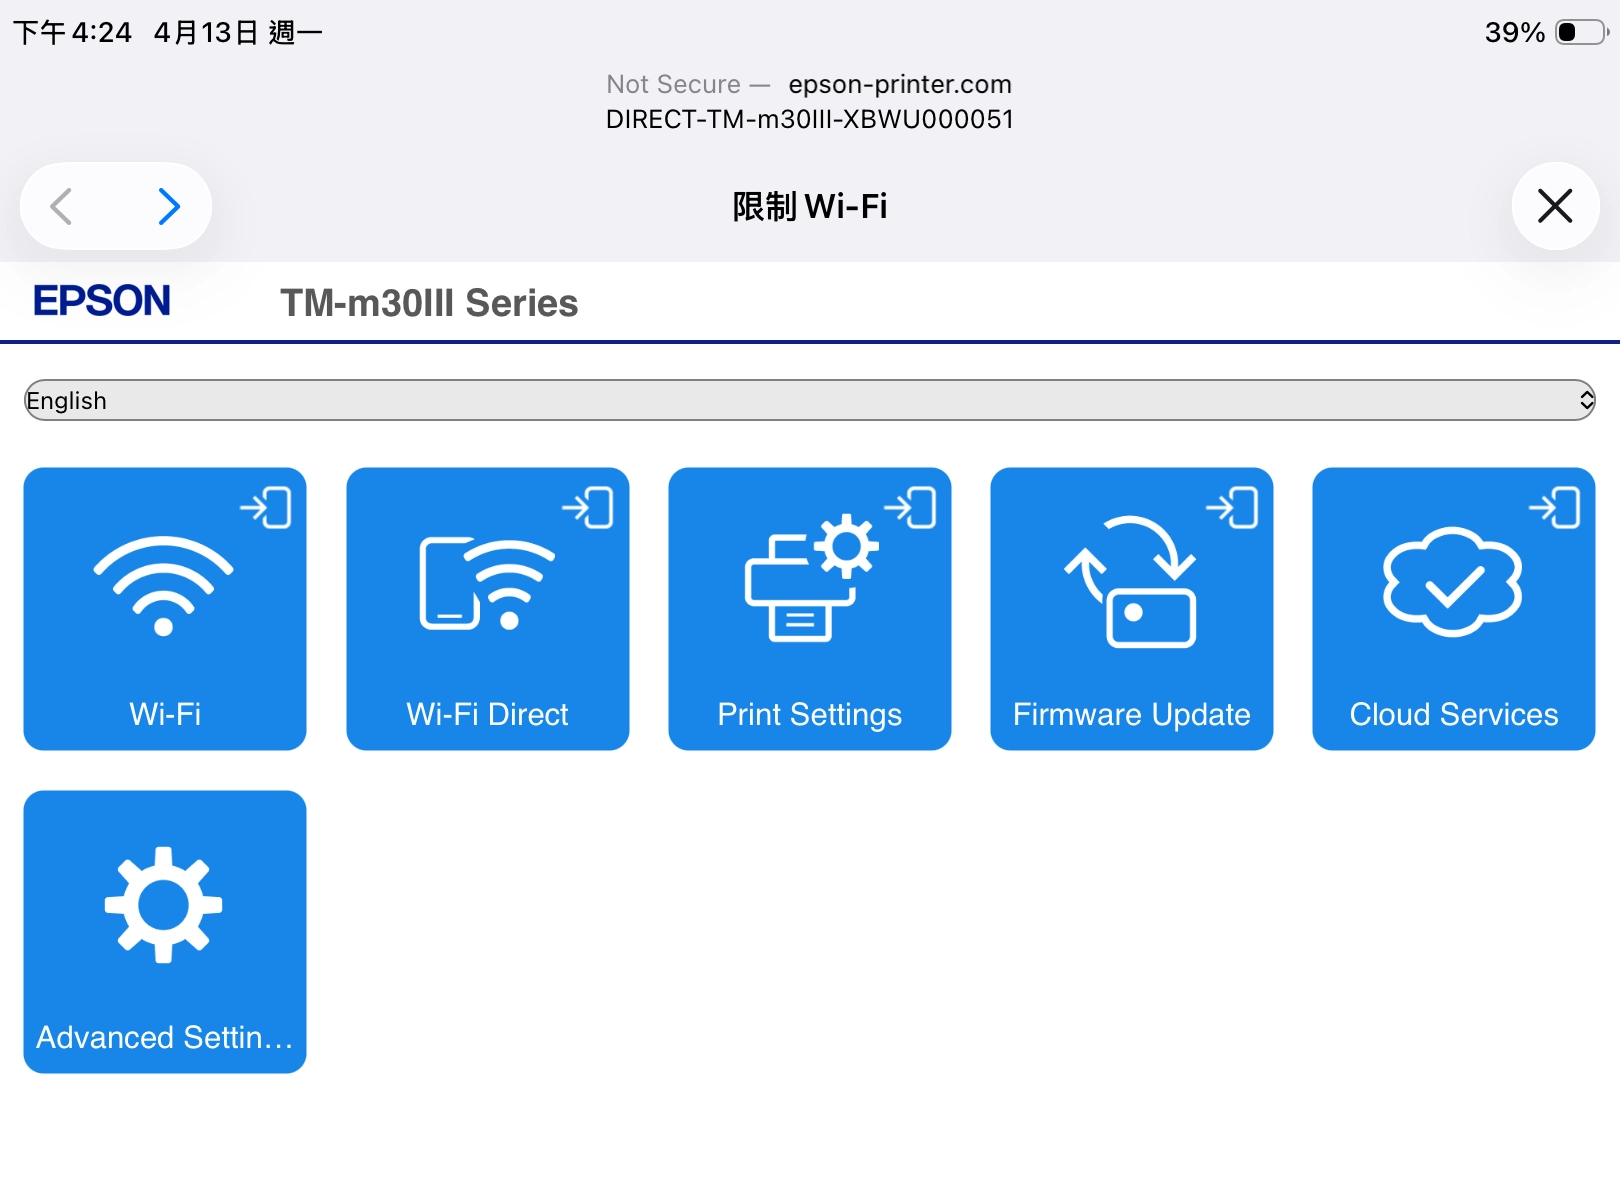 下午4:24 4月13日 週一
39%
Not Secure — epson-printer.com
DIRECT-TM-m30III-XBWU000051
限制 Wi-Fi
EPSON
TM-m30III Series
English
Wi-Fi
Wi-Fi Direct
Print Settings
Firmware Update
Cloud Services
Advanced Settin...